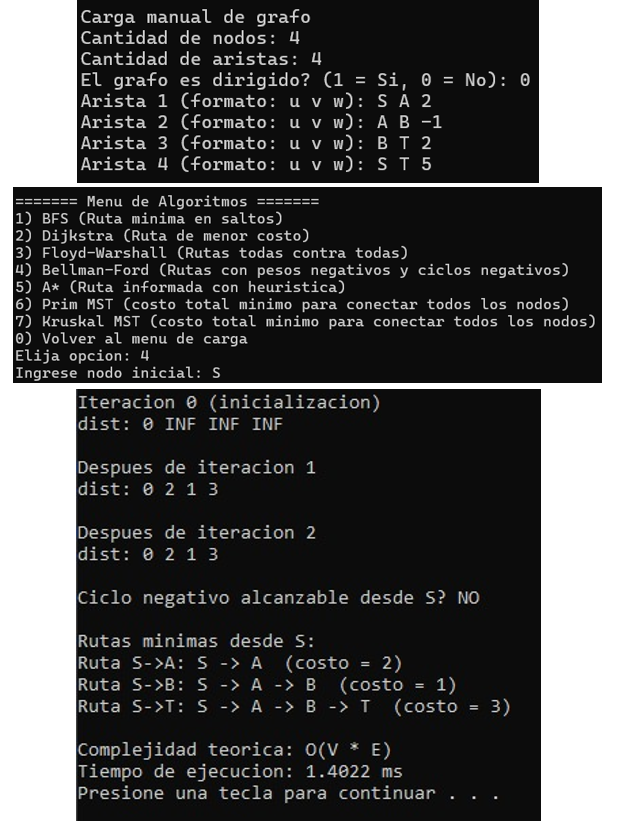 Carga manual de grafo
Cantidad de nodos: 4
Cantidad de aristas: 4
El grafo es dirigido? (1 = Si, 0 = No): 0
Arista 1 (formato: u v w): S A 2
Arista 2 (formato: u v w): A B -1
Arista 3 (formato: u v w): B T 2
Arista 4 (formato: u v w): S T 5
======= Menu de Algoritmos =======
1) BFS (Ruta minima en saltos)
2) Dijkstra (Ruta de menor costo)
3) Floyd-Warshall (Rutas todas contra todas)
4) Bellman-Ford (Rutas con pesos negativos y ciclos negativos)
5) A* (Ruta informada con heuristica)
6) Prim MST (costo total minimo para conectar todos los nodos)
7) Kruskal MST (costo total minimo para conectar todos los nodos)
0) Volver al menu de carga
Elija opcion: 4
Ingrese nodo inicial: S
Iteracion 0 (inicializacion)
dist: 0 INF INF INF
Despues de iteracion 1
dist: 0 2 1 3
Despues de iteracion 2
dist: 0 2 1 3
Ciclo negativo alcanzable desde S? NO
Rutas minimas desde S:
Ruta S->A: S -> A  (costo = 2)
Ruta S->B: S -> A -> B  (costo = 1)
Ruta S->T: S -> A -> B -> T  (costo = 3)
Complejidad teorica: O(V * E)
Tiempo de ejecucion: 1.4022 ms
Presione una tecla para continuar . . .